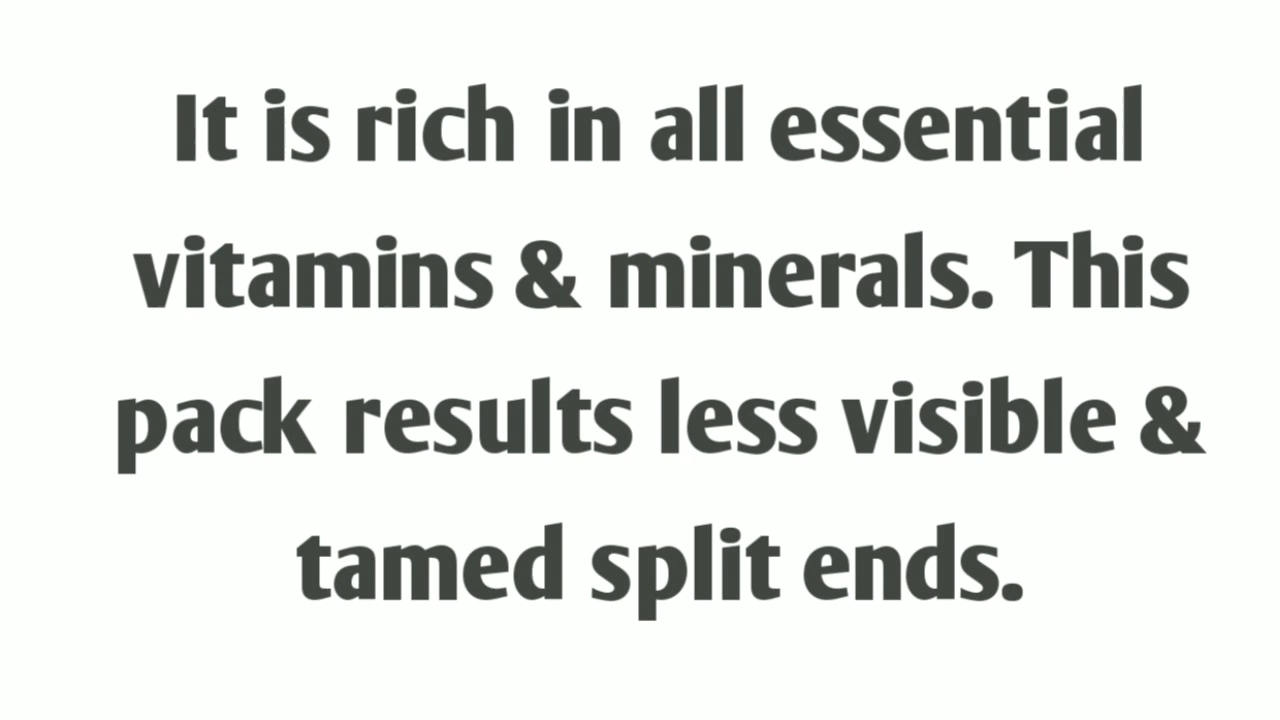 It is rich in all essential
vitamins & minerals. This
pack results less visible &
tamed split ends.